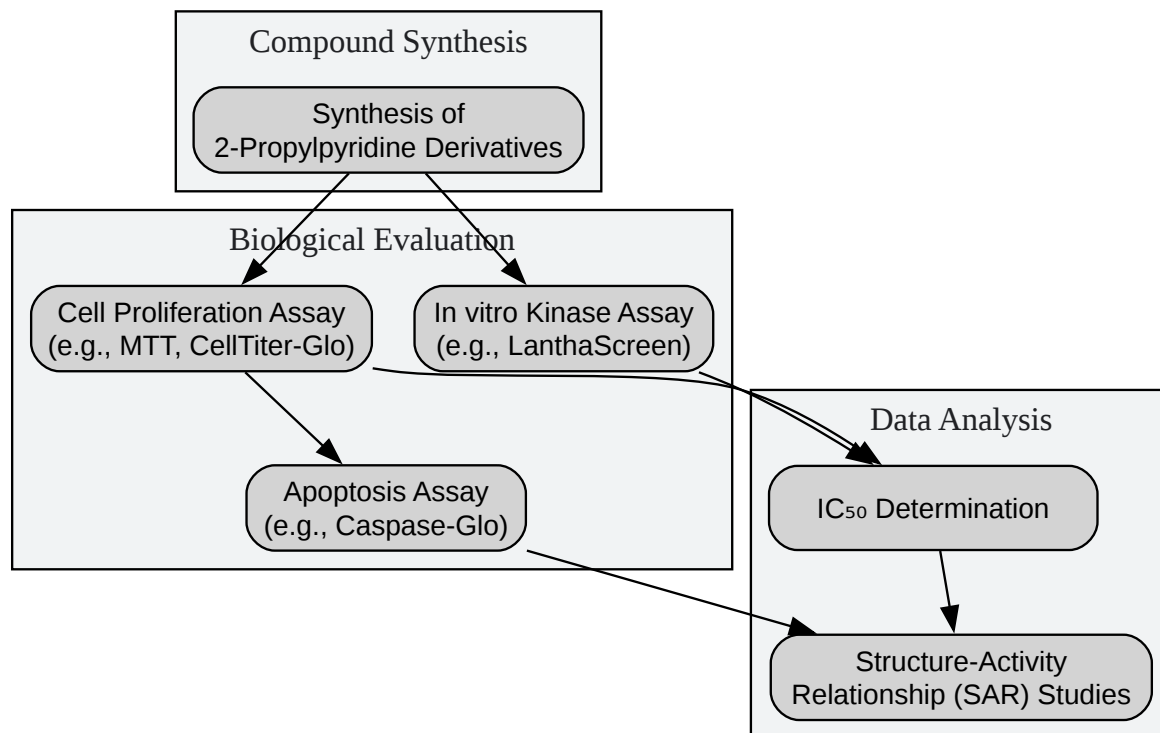 Compound Synthesis
Synthesis of
2-Propylpyridine Derivatives
Biological Evaluation
Cell Proliferation Assay
(e.g., MTT, CellTiter-Glo)
In vitro Kinase Assay
(e.g., LanthaScreen)
Apoptosis Assay
(e.g., Caspase-Glo)
Data Analysis
IC₅₀ Determination
Structure-Activity
Relationship (SAR) Studies